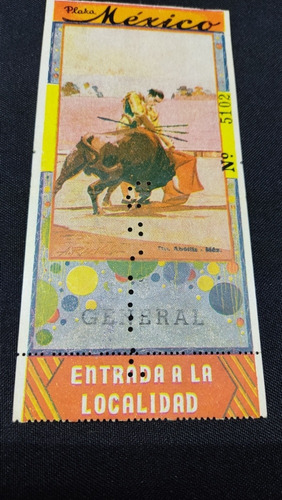 Plaza México
Nº 5102
GENERAL
ENTRADA A LA
LOCALIDAD